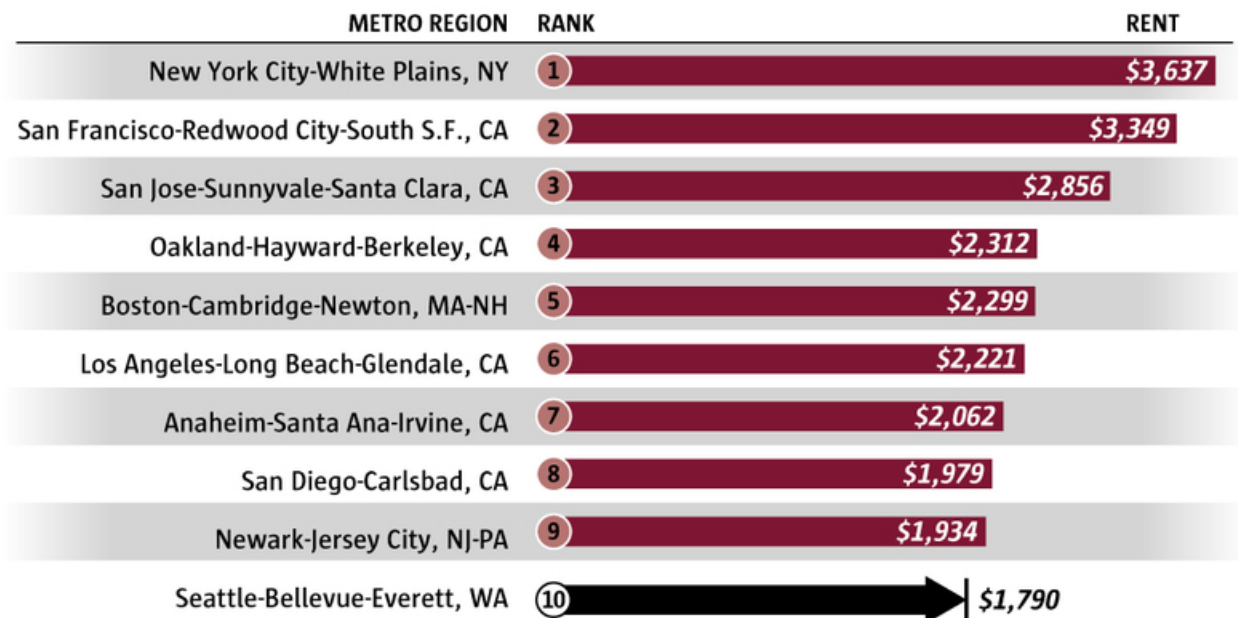 METRO REGION RANK RENT
New York City-White Plains, NY 1 $3,637
San Francisco-Redwood City-South S.F., CA 2 $3,349
San Jose-Sunnyvale-Santa Clara, CA 3 $2,856
Oakland-Hayward-Berkeley, CA 4 $2,312
Boston-Cambridge-Newton, MA-NH 5 $2,299
Los Angeles-Long Beach-Glendale, CA 6 $2,221
Anaheim-Santa Ana-Irvine, CA 7 $2,062
San Diego-Carlsbad, CA 8 $1,979
Newark-Jersey City, NJ-PA 9 $1,934
Seattle-Bellevue-Everett, WA 10 $1,790